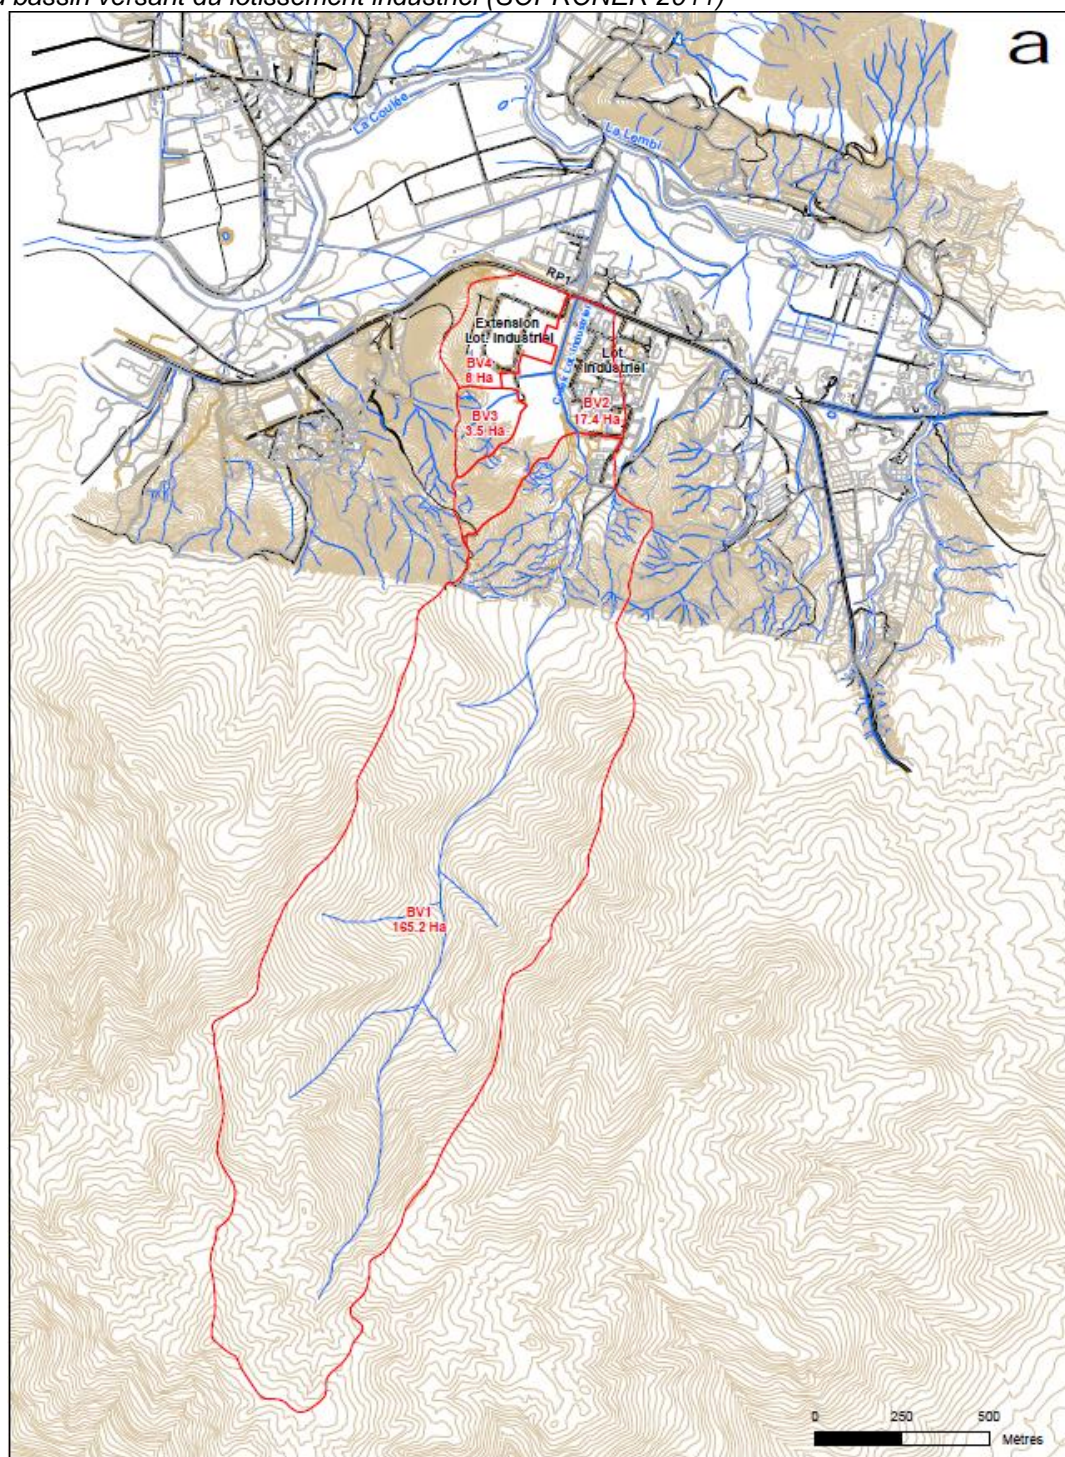 bassin versant du lotissement industriel (SOPRONER 2011)
a
La Coulée
La Lembi
RP1
Extension
Lot. Industriel
Lot.
Industriel
BV4
8 Ha
BV3
3.5 Ha
BV2
17.4 Ha
BV1
165.2 Ha
0 250 500
Mètres